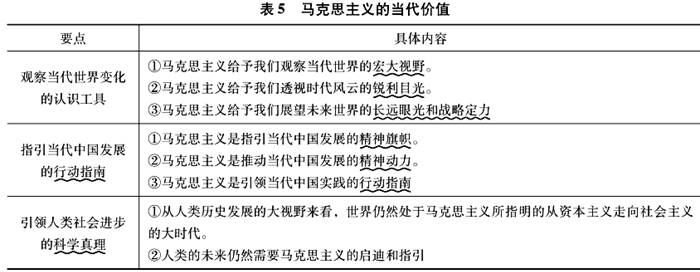 表5 马克思主义的当代价值
要点 具体内容
观察当代世界变化
的认识工具
①马克思主义给予我们观察当代世界的宏大视野。
②马克思主义给予我们透视时代风云的锐利目光。
③马克思主义给予我们展望未来世界的长远眼光和战略定力
指引当代中国发展
的行动指南
①马克思主义是指引当代中国发展的精神旗帜。
②马克思主义是推动当代中国发展的精神动力。
③马克思主义是引领当代中国实践的行动指南
引领人类社会进步
的科学真理
①从人类历史发展的大视野来看，世界仍然处于马克思主义所指明的从资本主义走向社会主义
的大时代。
②人类的未来仍然需要马克思主义的启迪和指引